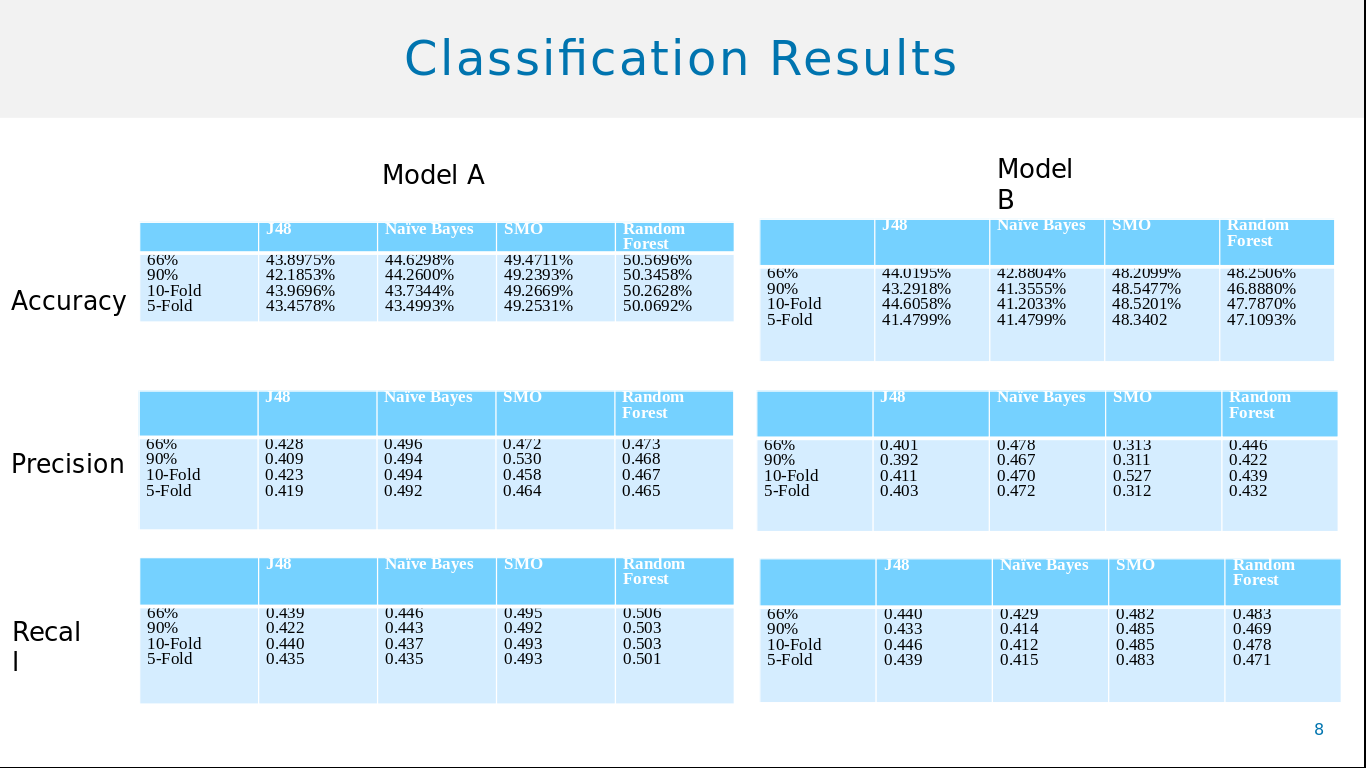 Classification Results
Model A
Model
B
Accuracy
J48 Naïve Bayes SMO Random
Forest
66% 43.8975% 44.6298% 49.4711% 50.5696%
90% 42.1853% 44.2600% 49.2393% 50.3458%
10-Fold 43.9696% 43.7344% 49.2669% 50.2628%
5-Fold 43.4578% 43.4993% 49.2531% 50.0692%
J48 Naïve Bayes SMO Random
Forest
66% 44.0195% 42.8804% 48.2099% 48.2506%
90% 43.2918% 41.3555% 48.5477% 46.8880%
10-Fold 44.6058% 41.2033% 48.5201% 47.7870%
5-Fold 41.4799% 41.4799% 48.3402 47.1093%
Precision
J48 Naïve Bayes SMO Random
Forest
66% 0.428 0.496 0.472 0.473
90% 0.409 0.494 0.530 0.468
10-Fold 0.423 0.494 0.458 0.467
5-Fold 0.419 0.492 0.464 0.465
J48 Naïve Bayes SMO Random
Forest
66% 0.401 0.478 0.313 0.446
90% 0.392 0.467 0.311 0.422
10-Fold 0.411 0.470 0.527 0.439
5-Fold 0.403 0.472 0.312 0.432
Recal
l
J48 Naïve Bayes SMO Random
Forest
66% 0.439 0.446 0.495 0.506
90% 0.422 0.443 0.492 0.503
10-Fold 0.440 0.437 0.493 0.503
5-Fold 0.435 0.435 0.493 0.501
J48 Naïve Bayes SMO Random
Forest
66% 0.440 0.429 0.482 0.483
90% 0.433 0.414 0.485 0.469
10-Fold 0.446 0.412 0.485 0.478
5-Fold 0.439 0.415 0.483 0.471
8